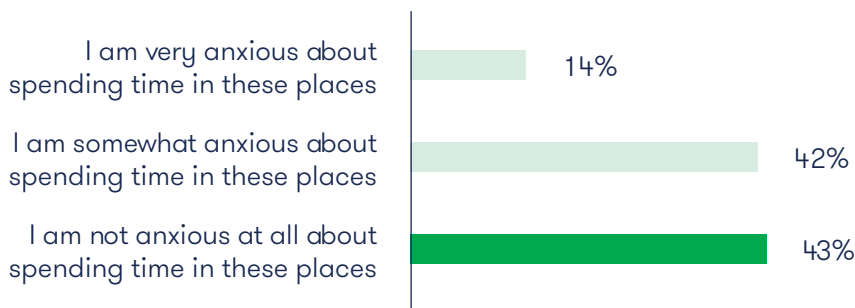 I am very anxious about
spending time in these places
14%
I am somewhat anxious about
spending time in these places
42%
I am not anxious at all about
spending time in these places
43%